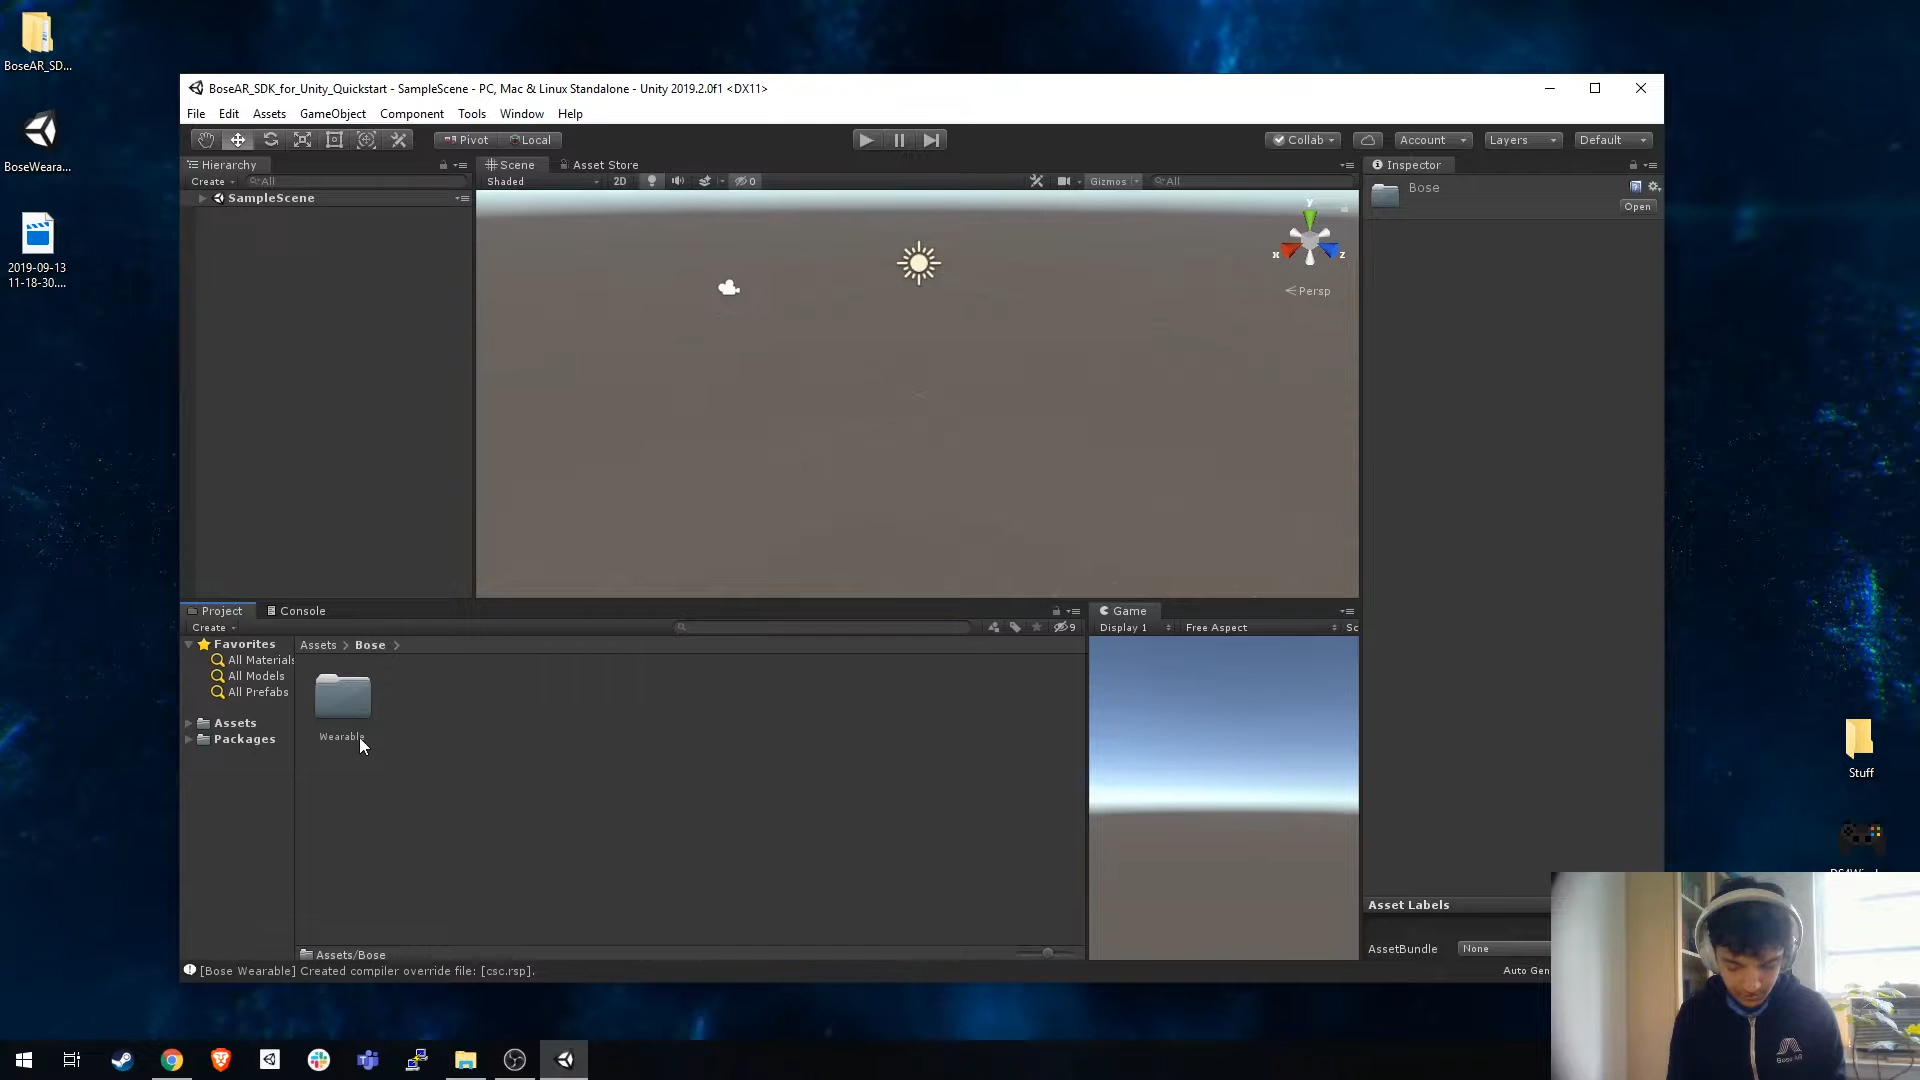 BoseAR_SD...
BoseWeara...
2019-09-13
11-18-30....
BoseAR_SDK_for_Unity_Quickstart - SampleScene - PC, Mac & Linux Standalone - Unity 2019.2.0f1 <DX11>
File Edit Assets GameObject Component Tools Window Help
Pivot Local Collab Account Layers Default
Hierarchy Scene Asset Store Inspector
Create All Shaded 2D 0 Gizmos All
Bose
Open
SampleScene
y
x z
Persp
Project Console Game
Create 9 Display 1 Free Aspect Sc
Favorites
All Materials
All Models
All Prefabs
Assets
Packages
Assets > Bose >
Wearable
Assets/Bose
[Bose Wearable] Created compiler override file: [csc.rsp].
Asset Labels
AssetBundle None
Auto Gen
Stuff
Bose AR